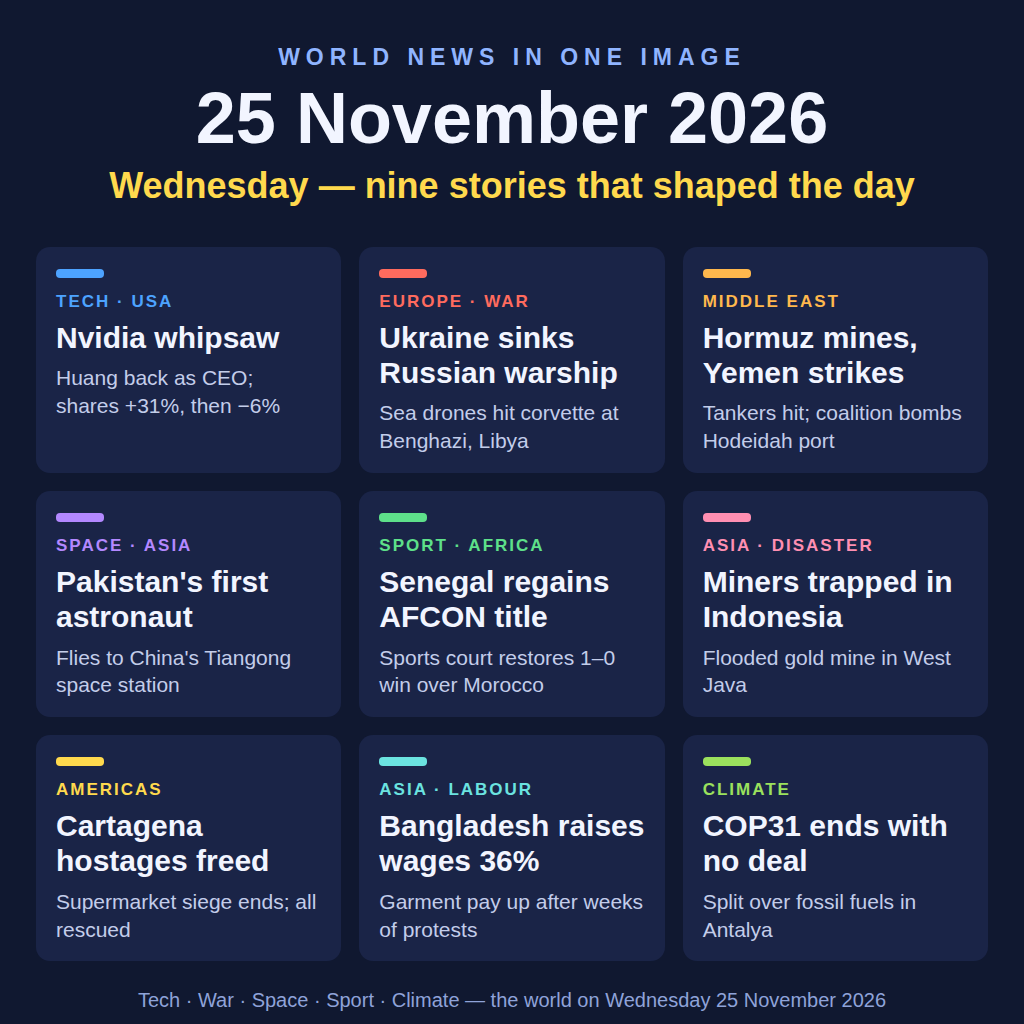 WORLD NEWS IN ONE IMAGE
25 November 2026
Wednesday — nine stories that shaped the day
TECH · USA
Nvidia whipsaw
Huang back as CEO;
shares +31%, then −6%
EUROPE · WAR
Ukraine sinks
Russian warship
Sea drones hit corvette at
Benghazi, Libya
MIDDLE EAST
Hormuz mines,
Yemen strikes
Tankers hit; coalition bombs
Hodeidah port
SPACE · ASIA
Pakistan's first
astronaut
Flies to China's Tiangong
space station
SPORT · AFRICA
Senegal regains
AFCON title
Sports court restores 1–0
win over Morocco
ASIA · DISASTER
Miners trapped in
Indonesia
Flooded gold mine in West
Java
AMERICAS
Cartagena
hostages freed
Supermarket siege ends; all
rescued
ASIA · LABOUR
Bangladesh raises
wages 36%
Garment pay up after weeks
of protests
CLIMATE
COP31 ends with
no deal
Split over fossil fuels in
Antalya
Tech · War · Space · Sport · Climate — the world on Wednesday 25 November 2026